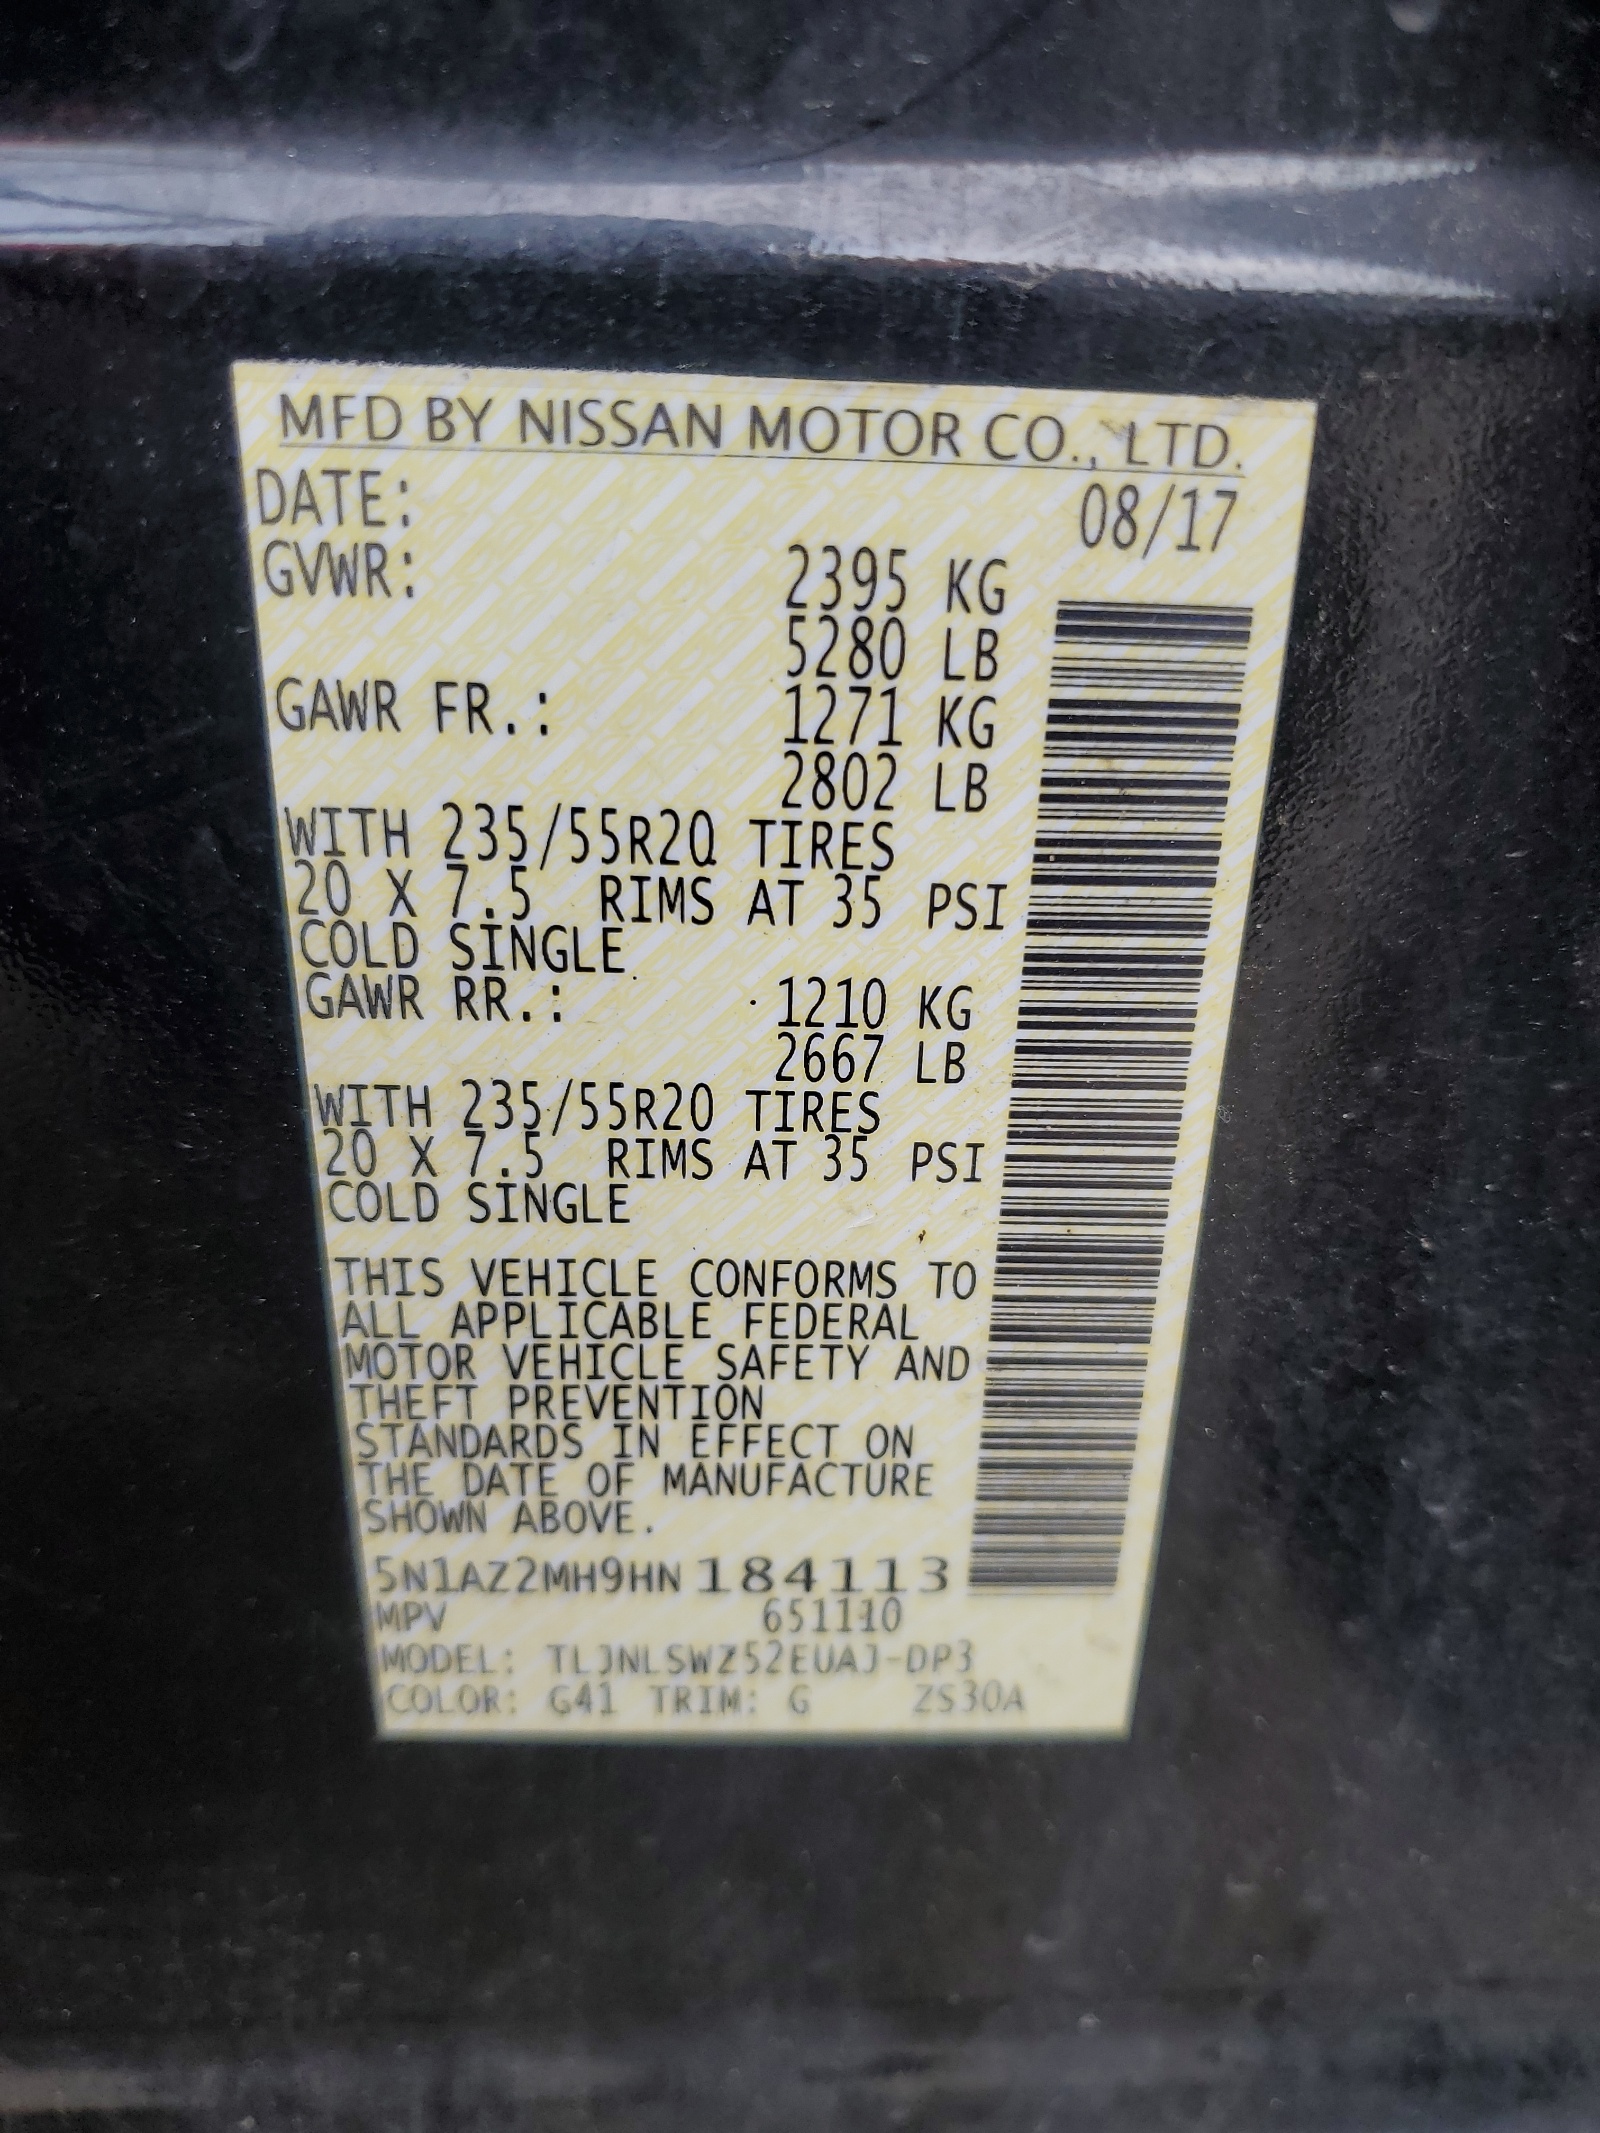 MFD BY NISSAN MOTOR CO., LTD.
DATE: 08/17
GVWR: 2395 KG
5280 LB
GAWR FR.: 1271 KG
2802 LB
WITH 235/55R20 TIRES
20 X 7.5 RIMS AT 35 PSI
COLD SINGLE
GAWR RR.: 1210 KG
2667 LB
WITH 235/55R20 TIRES
20 X 7.5 RIMS AT 35 PSI
COLD SINGLE
THIS VEHICLE CONFORMS TO
ALL APPLICABLE FEDERAL
MOTOR VEHICLE SAFETY AND
THEFT PREVENTION
STANDARDS IN EFFECT ON
THE DATE OF MANUFACTURE
SHOWN ABOVE.
5N1AZ2MH9HN184113
MPV 651110
MODEL: TLJNLSWZ52EUAJ-DP3
COLOR: G41 TRIM: G ZS30A